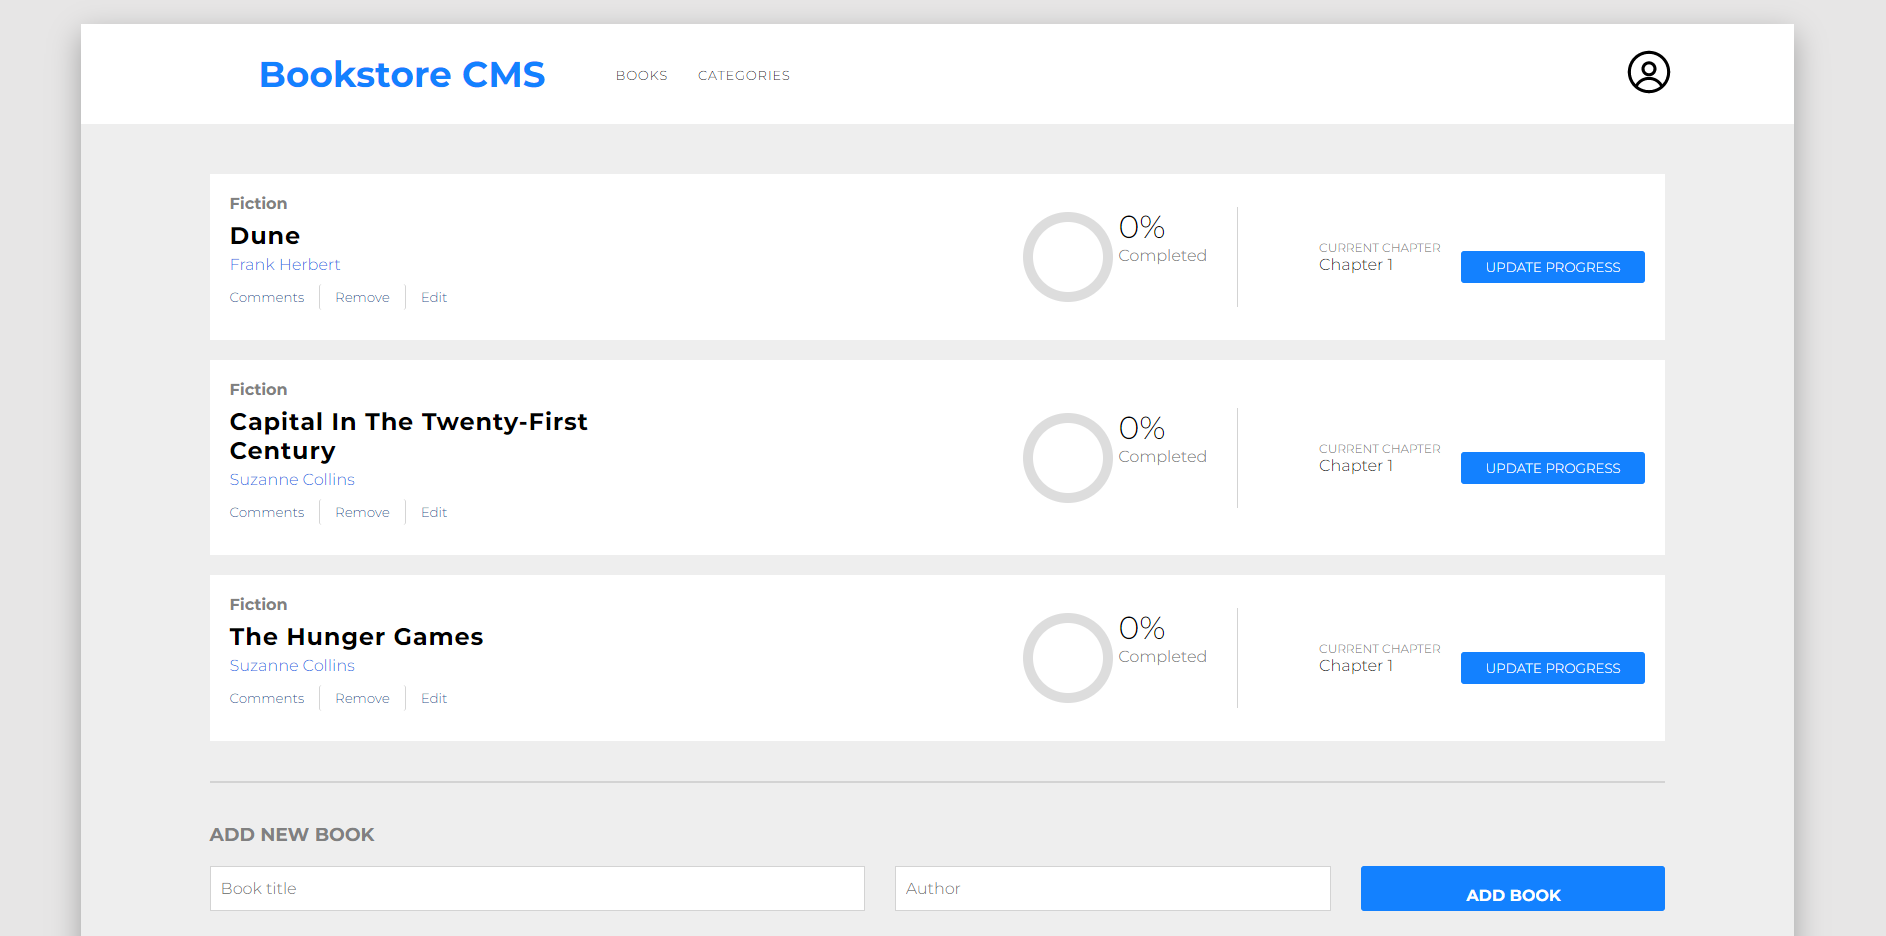 Bookstore CMS
BOOKS
CATEGORIES
Fiction
Dune
Frank Herbert
Comments
Remove
Edit
0%
Completed
CURRENT CHAPTER
Chapter 1
UPDATE PROGRESS
Fiction
Capital In The Twenty-First
Century
Suzanne Collins
Comments
Remove
Edit
0%
Completed
CURRENT CHAPTER
Chapter 1
UPDATE PROGRESS
Fiction
The Hunger Games
Suzanne Collins
Comments
Remove
Edit
0%
Completed
CURRENT CHAPTER
Chapter 1
UPDATE PROGRESS
ADD NEW BOOK
Book title
Author
ADD BOOK